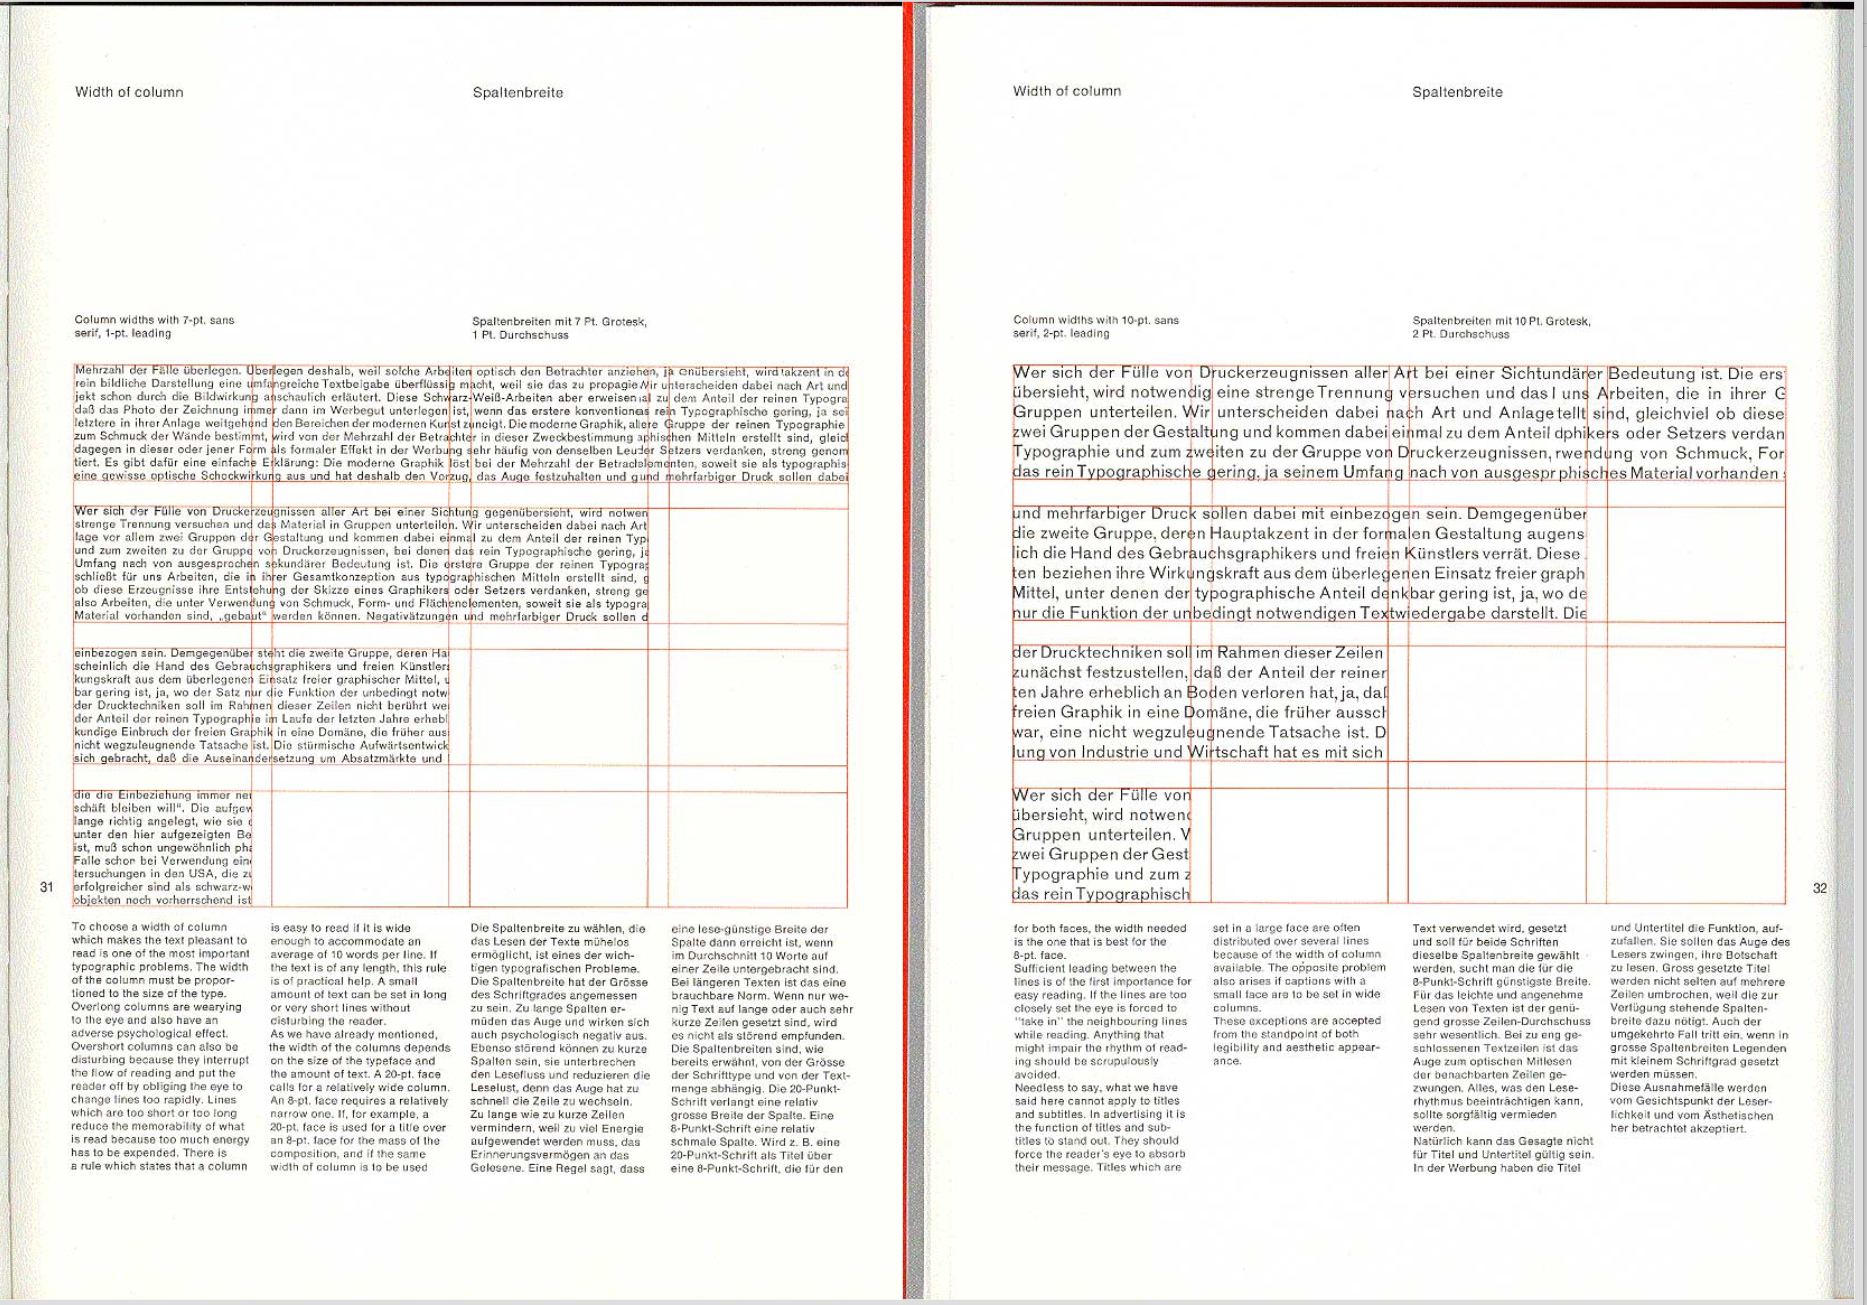 Width of column
Spaltenbreite
Column widths with 7-pt. sans
serif, 1-pt. leading
Spaltenbreiten mit 7 Pt. Grotesk,
1 Pt. Durchschuss
Mehrzahl der Fälle überlegen. Überlegen deshalb, weil solche Arbeiten optisch den Betrachter anziehen, ja
rein bildliche Darstellung eine umfangreiche Textbeigabe überflüssig macht, weil sie das zu unterscheiden dabei nach Art und
jekt schon durch die Bildwirkung anschaulich erläutert. Diese Schwarz-Weiß-Arbeiten aber zu dem Anteil der reinen Typogra
daß das Photo der Zeichnung immer dann im Werbegut unterlegen ist, wenn das erstere rein Typographische gering, ja sei
letztere in ihrer Anlage weitgehend den Bereichen der modernen Kunst zuneigt. Die moderne Graphik, Gruppe der reinen Typographie
zum Schmuck der Wände bestimmt, wird von der Mehrzahl der Betrachter in dieser Zweckbestimmung Mitteln erstellt sind, gleic
dagegen in dieser oder jener Form als formaler Effekt in der Werbung sehr häufig von denselben Setzers verdanken, streng genom
tiert. Es gibt dafür eine einfache Erklärung: Die moderne Graphik löst bei der Mehrzahl der soweit sie als typographis
eine gewisse optische Schockwirkung aus und hat deshalb den Vorzug, das Auge festzuhalten und mehrfarbiger Druck sollen dabei
Wer sich der Fülle von Druckerzeugnissen aller Art bei einer Sichtung gegenübersieht, wird notwen
strenge Trennung versuchen und das Material in Gruppen unterteilen. Wir unterscheiden dabei nach Art
lage vor allem zwei Gruppen der Gestaltung und kommen dabei einmal zu dem Anteil der reinen Typ
und zum zweiten zu der Gruppe von Druckerzeugnissen, bei denen das rein Typographische gering, j
Umfang nach von ausgesprochen sekundärer Bedeutung ist. Die erstere Gruppe der reinen Typogra
schließt für uns Arbeiten, die in ihrer Gesamtkonzeption aus typographischen Mitteln erstellt sind, g
ob diese Erzeugnisse ihre Entstehung der Skizze eines Graphikers oder Setzers verdanken, streng ge
also Arbeiten, die unter Verwendung von Schmuck, Form- und Flächenelementen, soweit sie als typogra
Material vorhanden sind, „gebaut“ werden können. Negativätzungen und mehrfarbiger Druck sollen d
einbezogen sein. Demgegenüber steht die zweite Gruppe, deren Ha
scheinlich die Hand des Gebrauchsgraphikers und freien Künstlers
kungskraft aus dem überlegenen Einsatz freier graphischer Mittel, u
bar gering ist, ja, wo der Satz nur die Funktion der unbedingt notw
der Drucktechniken soll im Rahmen dieser Zeilen nicht berührt we
der Anteil der reinen Typographie im Laufe der letzten Jahre erhebl
kundige Einbruch der freien Graphik in eine Domäne, die früher aus
nicht wegzuleugnende Tatsache ist. Die stürmische Aufwärtsentwick
sich gebracht, daß die Auseinandersetzung um Absatzmärkte und
die die Einbeziehung immer ne
schäft bleiben will“. Die aufgew
lange richtig angelegt, wie sie
unter den hier aufgezeigten Be
ist, muß schon ungewöhnlich pha
Falle schon bei Verwendung ein
tersuchungen in den USA, die zu
erfolgreicher sind als schwarz-w
objekten noch vorherrschend ist
31
To choose a width of column
which makes the text pleasant to
read is one of the most important
typographic problems. The width
of the column must be propor-
tioned to the size of the type.
Overlong columns are wearying
to the eye and also have an
adverse psychological effect.
Overshort columns can also be
disturbing because they interrupt
the flow of reading and put the
reader off by obliging the eye to
change lines too rapidly. Lines
which are too short or too long
reduce the memorability of what
is read because too much energy
has to be expended. There is
a rule which states that a column
is easy to read if it is wide
enough to accommodate an
average of 10 words per line. If
the text is of any length, this rule
is of practical help. A small
amount of text can be set in long
or very short lines without
disturbing the reader.
As we have already mentioned,
the width of the columns depends
on the size of the typeface and
the amount of text. A 20-pt. face
calls for a relatively wide column.
An 8-pt. face requires a relatively
narrow one. If, for example, a
20-pt. face is used for a title over
an 8-pt. face for the mass of the
composition, and if the same
width of column is to be used
Die Spaltenbreite zu wählen, die
das Lesen der Texte mühelos
ermöglicht, ist eines der wich-
tigen typografischen Probleme.
Die Spaltenbreite hat der Grösse
des Schriftgrades angemessen
zu sein. Zu lange Spalten er-
müden das Auge und wirken sich
auch psychologisch negativ aus.
Ebenso störend können zu kurze
Spalten sein, sie unterbrechen
den Lesefluss und reduzieren die
Leselust, denn das Auge hat zu
schnell die Zeile zu wechseln.
Zu lange wie zu kurze Zeilen
vermindern, weil zu viel Energie
aufgewendet werden muss, das
Erinnerungsvermögen an das
Gelesene. Eine Regel sagt, dass
eine lese-günstige Breite der
Spalte dann erreicht ist, wenn
im Durchschnitt 10 Worte auf
einer Zeile untergebracht sind.
Bei längeren Texten ist das eine
brauchbare Norm. Wenn nur we-
nig Text auf lange oder auch sehr
kurze Zeilen gesetzt sind, wird
es nicht als störend empfunden.
Die Spaltenbreiten sind, wie
bereits erwähnt, von der Grösse
der Schrifttype und von der Text-
menge abhängig. Die 20-Punkt-
Schrift verlangt eine relativ
grosse Breite der Spalte. Eine
8-Punkt-Schrift eine relativ
schmale Spalte. Wird z. B. eine
20-Punkt-Schrift als Titel über
eine 8-Punkt-Schrift, die für den
Width of column
Spaltenbreite
Column widths with 10-pt. sans
serif, 2-pt. leading
Spaltenbreiten mit 10 Pt. Grotesk,
2 Pt. Durchschuss
Wer sich der Fülle von Druckerzeugnissen aller Art bei einer Sichtundärer Bedeutung ist. Die ers
übersieht, wird notwendig eine strenge Trennung versuchen und das l uns Arbeiten, die in ihrer G
Gruppen unterteilen. Wir unterscheiden dabei nach Art und Anlagetellt sind, gleichviel ob diese
zwei Gruppen der Gestaltung und kommen dabei einmal zu dem Anteil dphikers oder Setzers verdan
Typographie und zum zweiten zu der Gruppe von Druckerzeugnissen, rwendung von Schmuck, For
das rein Typographische gering, ja seinem Umfang nach von ausgespr phisches Material vorhanden
und mehrfarbiger Druck sollen dabei mit einbezogen sein. Demgegenüber
die zweite Gruppe, deren Hauptakzent in der formalen Gestaltung augens
lich die Hand des Gebrauchsgraphikers und freien Künstlers verrät. Diese
ten beziehen ihre Wirkungskraft aus dem überlegenen Einsatz freier graph
Mittel, unter denen der typographische Anteil denkbar gering ist, ja, wo de
nur die Funktion der unbedingt notwendigen Textwiedergabe darstellt. Die
der Drucktechniken soll im Rahmen dieser Zeilen
zunächst festzustellen, daß der Anteil der reiner
ten Jahre erheblich an Boden verloren hat, ja, daß
freien Graphik in eine Domäne, die früher aussch
war, eine nicht wegzuleugnende Tatsache ist. D
lung von Industrie und Wirtschaft hat es mit sich
Wer sich der Fülle von
übersieht, wird notwend
Gruppen unterteilen. W
zwei Gruppen der Gest
Typographie und zum z
das rein Typographisch
32
for both faces, the width needed
is the one that is best for the
8-pt. face.
Sufficient leading between the
lines is of the first importance for
easy reading. If the lines are too
closely set the eye is forced to
"take in" the neighbouring lines
while reading. Anything that
might impair the rhythm of read-
ing should be scrupulously
avoided.
Needless to say, what we have
said here cannot apply to titles
and subtitles. In advertising it is
the function of titles and sub-
titles to stand out. They should
force the reader's eye to absorb
their message. Titles which are
set in a large face are often
distributed over several lines
because of the width of column
available. The opposite problem
also arises if captions with a
small face are to be set in wide
columns.
These exceptions are accepted
from the standpoint of both
legibility and aesthetic appear-
ance.
Text verwendet wird, gesetzt
und soll für beide Schriften
dieselbe Spaltenbreite gewählt
werden, sucht man die für die
8-Punkt-Schrift günstigste Breite.
Für das leichte und angenehme
Lesen von Texten ist der genü-
gend grosse Zeilen-Durchschuss
sehr wesentlich. Bei zu eng ge-
schlossenen Textzeilen ist das
Auge zum optischen Mitlesen
der benachbarten Zeilen ge-
zwungen. Alles, was den Lese-
rhythmus beeinträchtigen kann,
sollte sorgfältig vermieden
werden.
Natürlich kann das Gesagte nicht
für Titel und Untertitel gültig sein.
In der Werbung haben die Titel
und Untertitel die Funktion, auf-
zufallen. Sie sollen das Auge des
Lesers zwingen, ihre Botschaft
zu lesen. Gross gesetzte Titel
werden nicht selten auf mehrere
Zeilen umbrochen, weil die zur
Verfügung stehende Spalten-
breite dazu nötigt. Auch der
umgekehrte Fall tritt ein, wenn in
grosse Spaltenbreiten Legenden
mit kleinem Schriftgrad gesetzt
werden müssen.
Diese Ausnahmefälle werden
vom Gesichtspunkt der Leser-
lichkeit und vom Ästhetischen
her betrachtet akzeptiert.